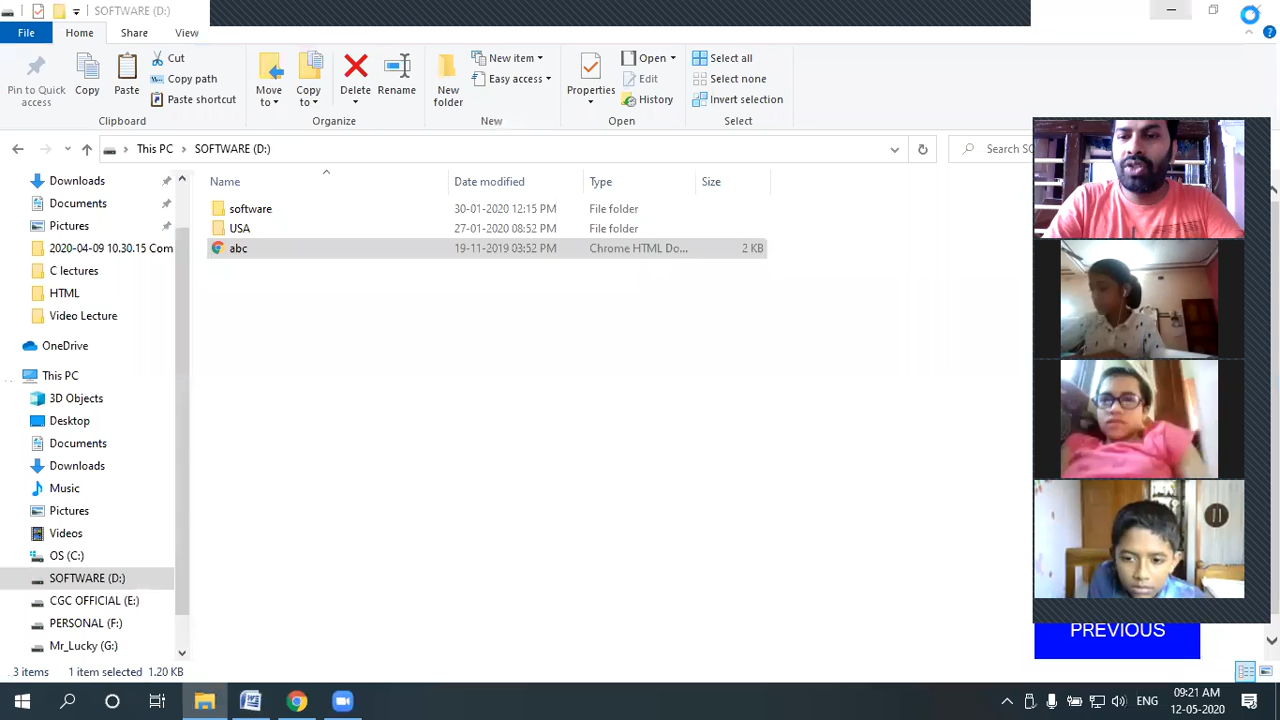 SOFTWARE (D:)
File Home Share View
Pin to Quick access
Copy
Paste
Cut
Copy path
Paste shortcut
Clipboard
Move to
Copy to
Delete
Rename
Organize
New folder
New item
Easy access
New
Properties
Open
Edit
History
Open
Select all
Select none
Invert selection
Select
This PC SOFTWARE (D:)
Search SO
Name Date modified Type Size
software 30-01-2020 12:15 PM File folder
USA 27-01-2020 08:52 PM File folder
abc 19-11-2019 03:52 PM Chrome HTML Do... 2 KB
Downloads
Documents
Pictures
2020-04-09 10.30.15 Com
C lectures
HTML
Video Lecture
OneDrive
This PC
3D Objects
Desktop
Documents
Downloads
Music
Pictures
Videos
OS (C:)
SOFTWARE (D:)
CGC OFFICIAL (E:)
PERSONAL (F:)
Mr_Lucky (G:)
3 items 1 item selected 1.20 KB
PREVIOUS
ENG
09:21 AM
12-05-2020